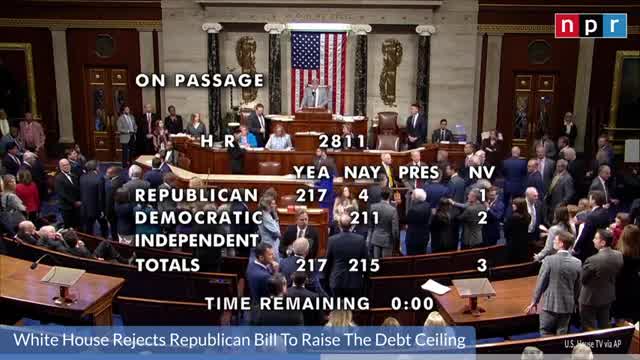 npr
ON PASSAGE
H R 2811
YEA NAY PRES NV
REPUBLICAN 217 4 1
DEMOCRATIC 211 2
INDEPENDENT
TOTALS 217 215 3
TIME REMAINING 0:00
White House Rejects Republican Bill To Raise The Debt Ceiling
U.S. House TV via AP